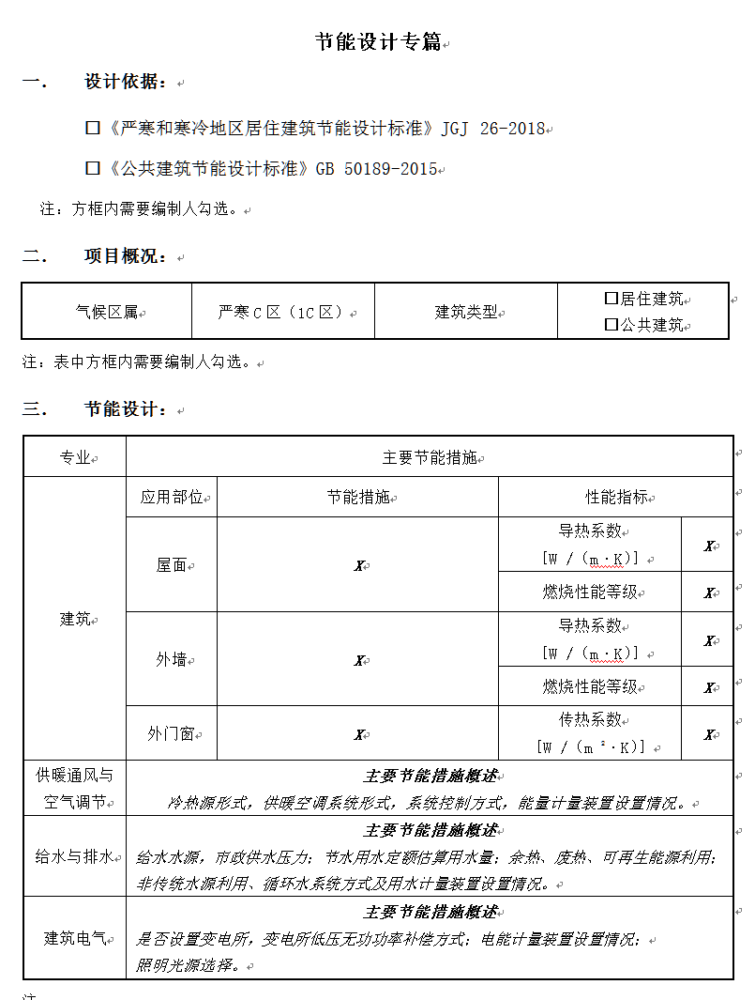 节能设计专篇
一． 设计依据：
□《严寒和寒冷地区居住建筑节能设计标准》JGJ 26-2018
□《公共建筑节能设计标准》GB 50189-2015
注：方框内需要编制人勾选。
二． 项目概况：
气候区属 严寒C区（1C区） 建筑类型 □居住建筑
□公共建筑
注：表中方框内需要编制人勾选。
三． 节能设计：
专业 主要节能措施
建筑 应用部位 节能措施 性能指标
屋面 X 导热系数
[W /（m·K）] X
燃烧性能等级 X
外墙 X 导热系数
[W /（m·K）] X
燃烧性能等级 X
外门窗 X 传热系数
[W /（m ²·K）] X
供暖通风与
空气调节
主要节能措施概述
冷热源形式，供暖空调系统形式，系统控制方式，能量计量装置设置情况。
给水与排水
主要节能措施概述
给水水源，市政供水压力；节水用水定额估算用水量；余热、废热、可再生能源利用；
非传统水源利用、循环水系统方式及用水计量装置设置情况。
建筑电气
主要节能措施概述
是否设置变电所，变电所低压无功功率补偿方式；电能计量装置设置情况；
照明光源选择。